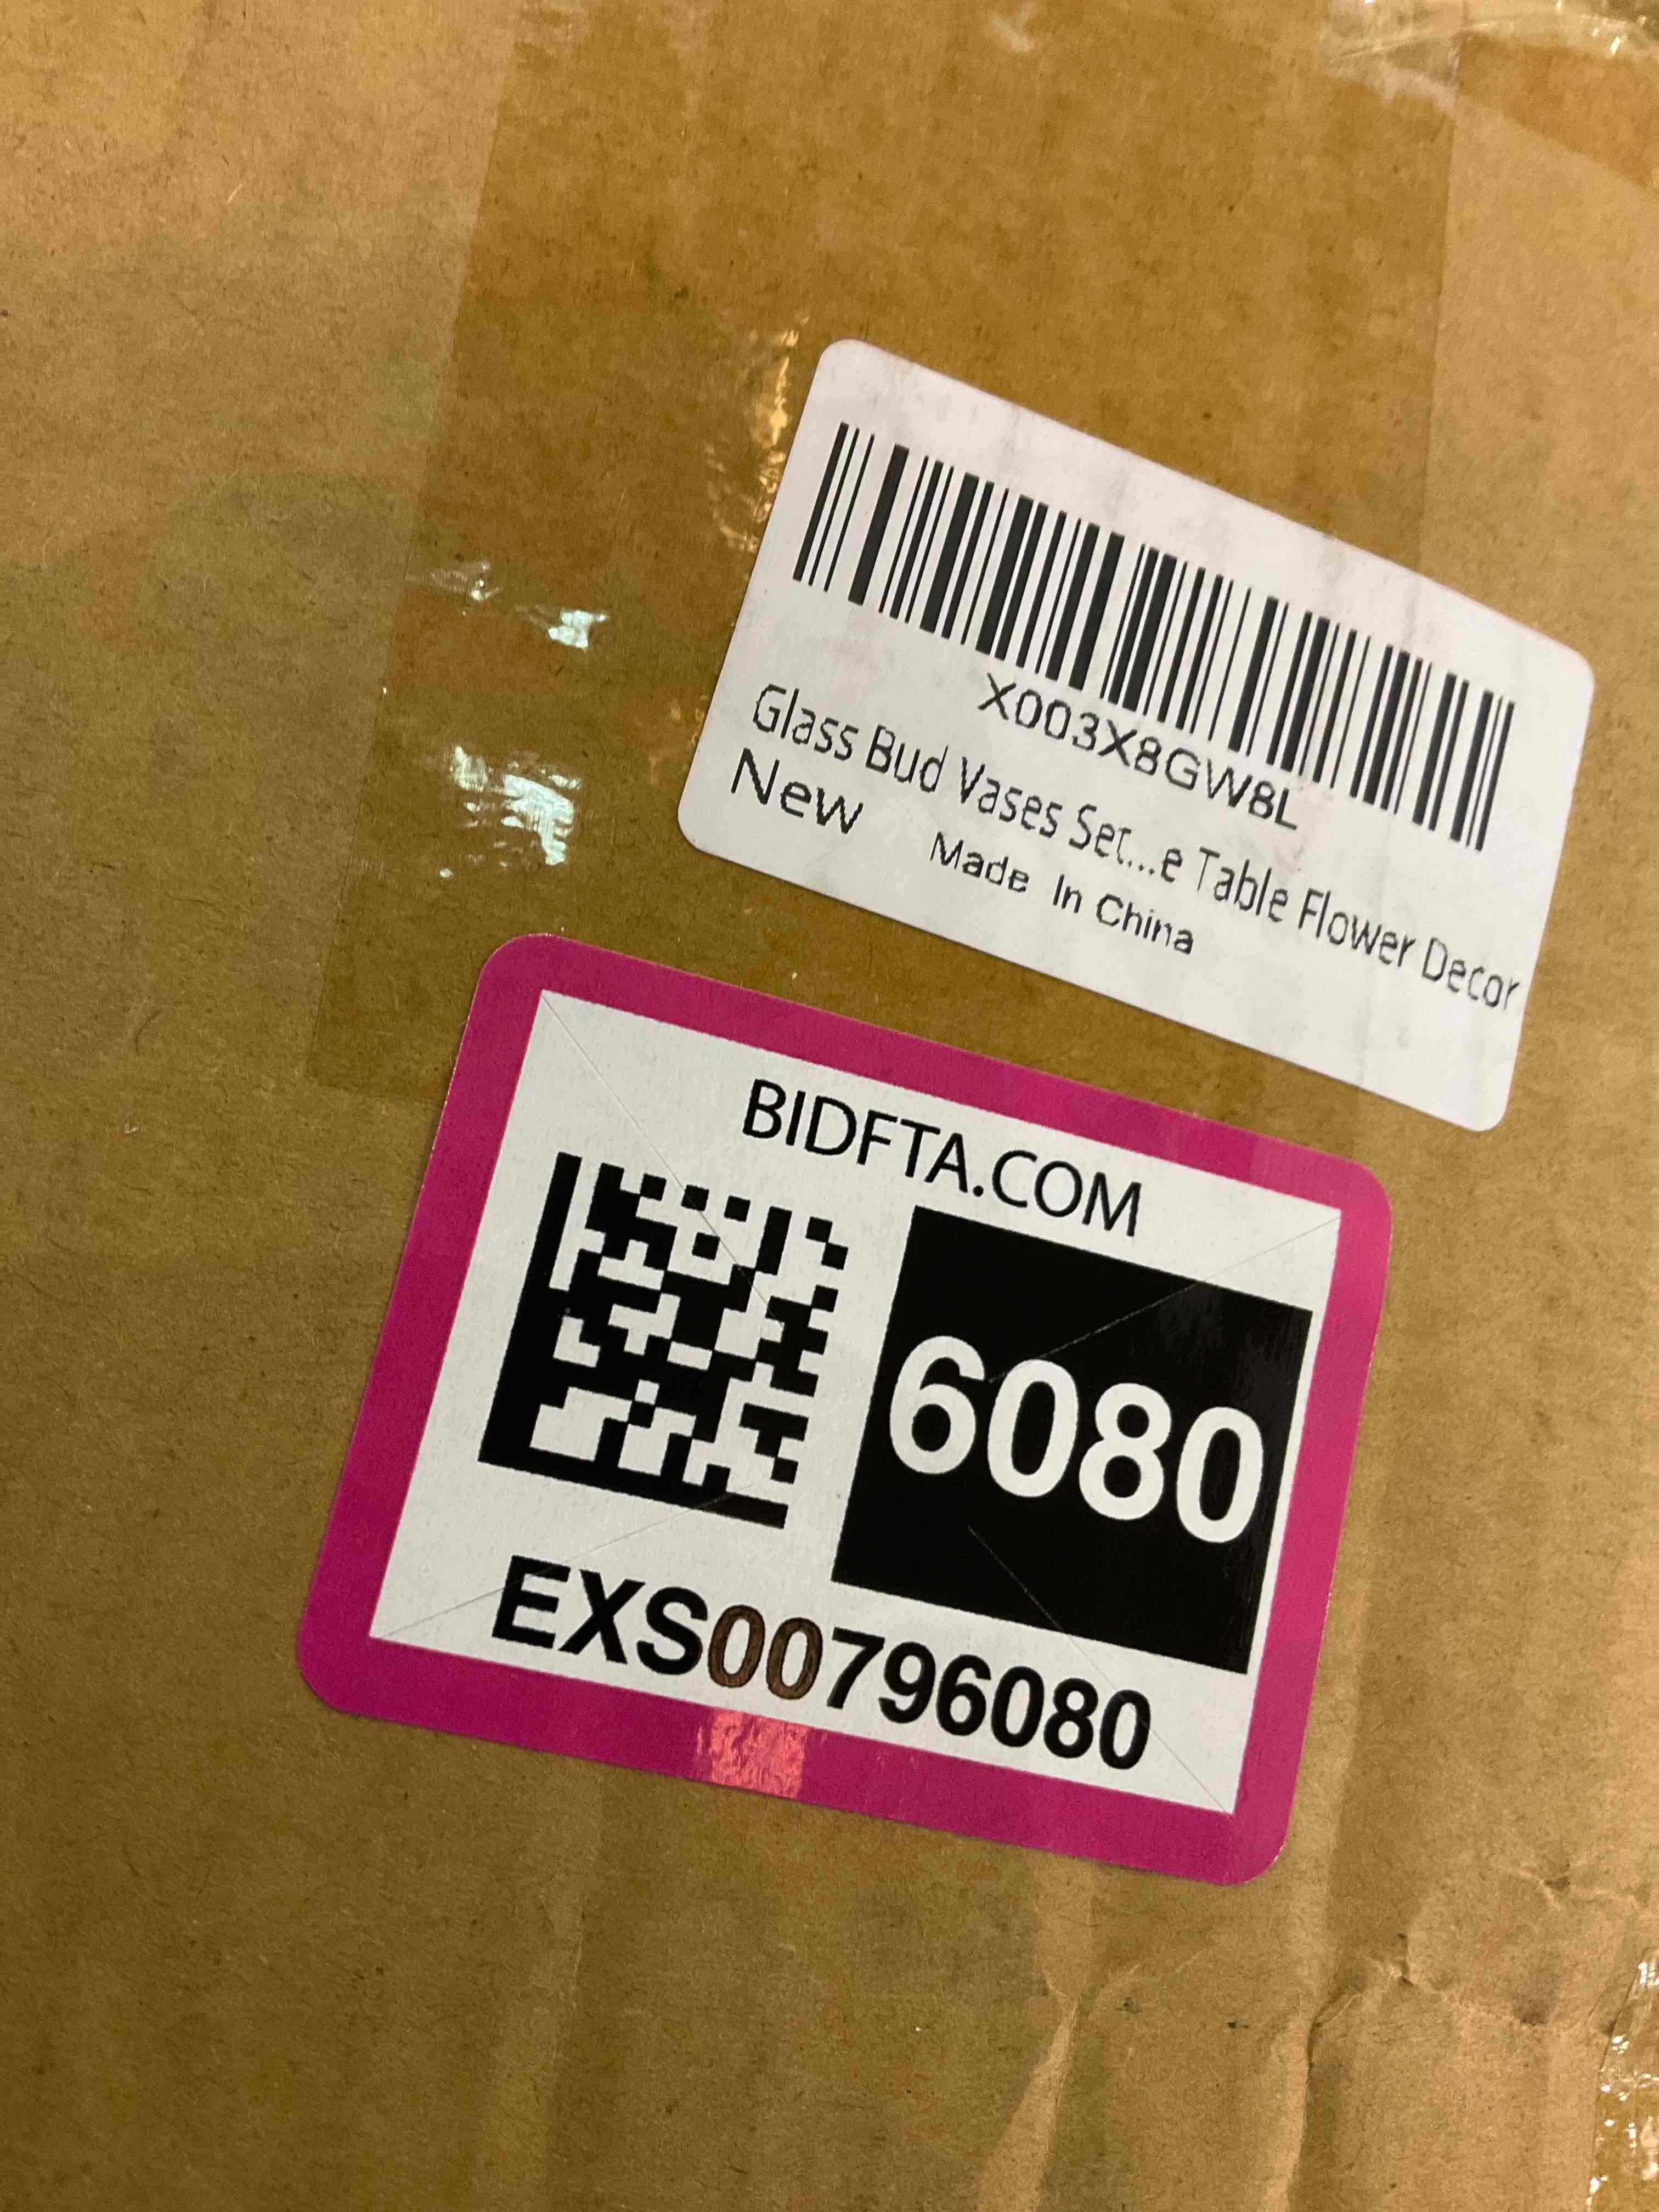 X003X8GW8L
Glass Bud Vases Set...e Table Flower Decor
New
Made In China
BIDFTA.COM
6080
EXS00796080